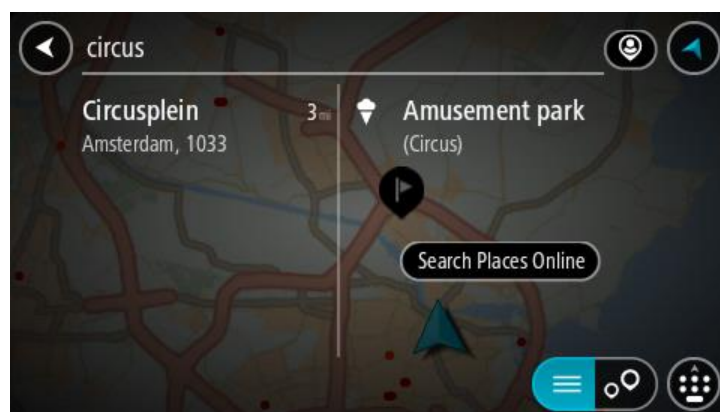 circus
Circusplein 3 mi
Amsterdam, 1033
Amusement park
(Circus)
Search Places Online